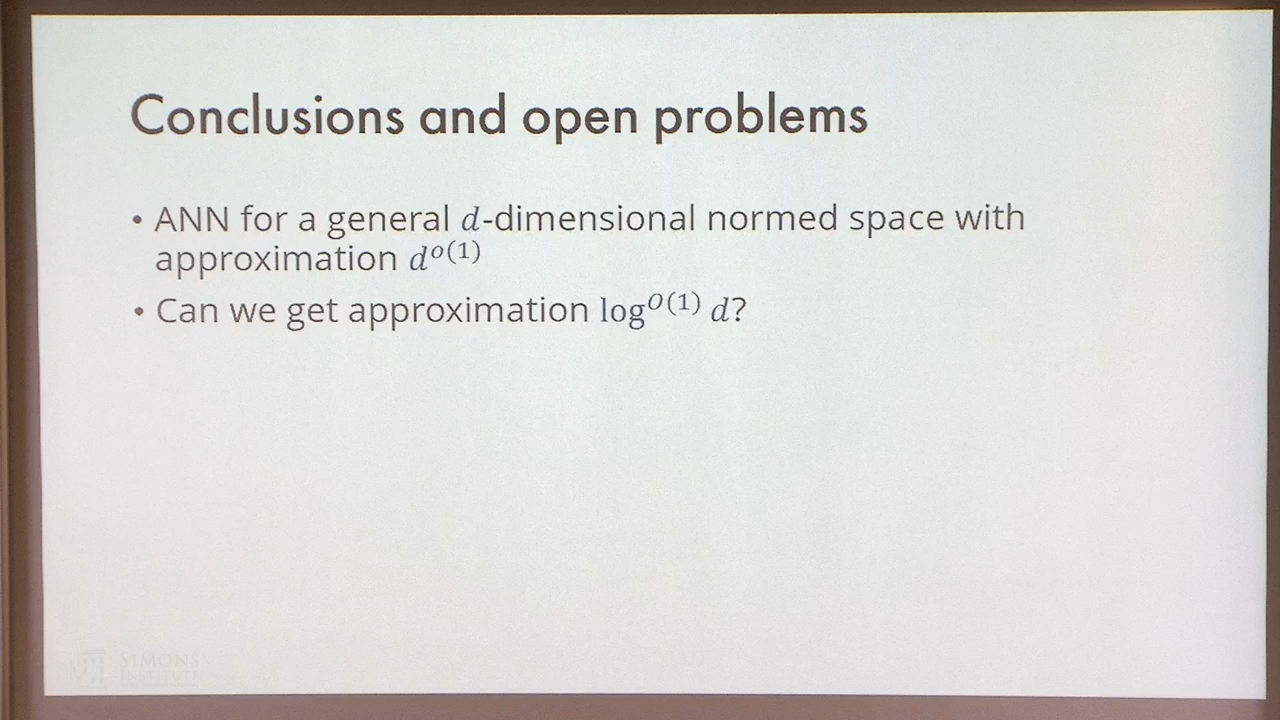 Conclusions and open problems
• ANN for a general d-dimensional normed space with
approximation d^{o(1)}
• Can we get approximation log^{O(1)} d?
SIMONS
INSTITUTE